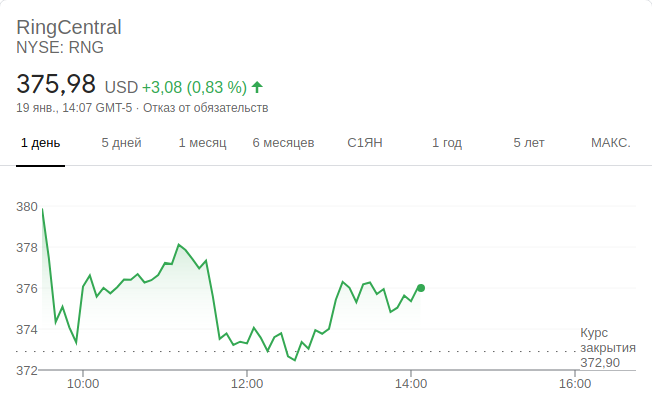 RingCentral
NYSE: RNG
375,98 USD +3,08 (0,83 %)
19 янв., 14:07 GMT-5 · Отказ от обязательств
1 день 5 дней 1 месяц 6 месяцев С1ЯН 1 год 5 лет МАКС.
380
378
376
374
Курс
закрытия
372,90
372
10:00 12:00 14:00 16:00